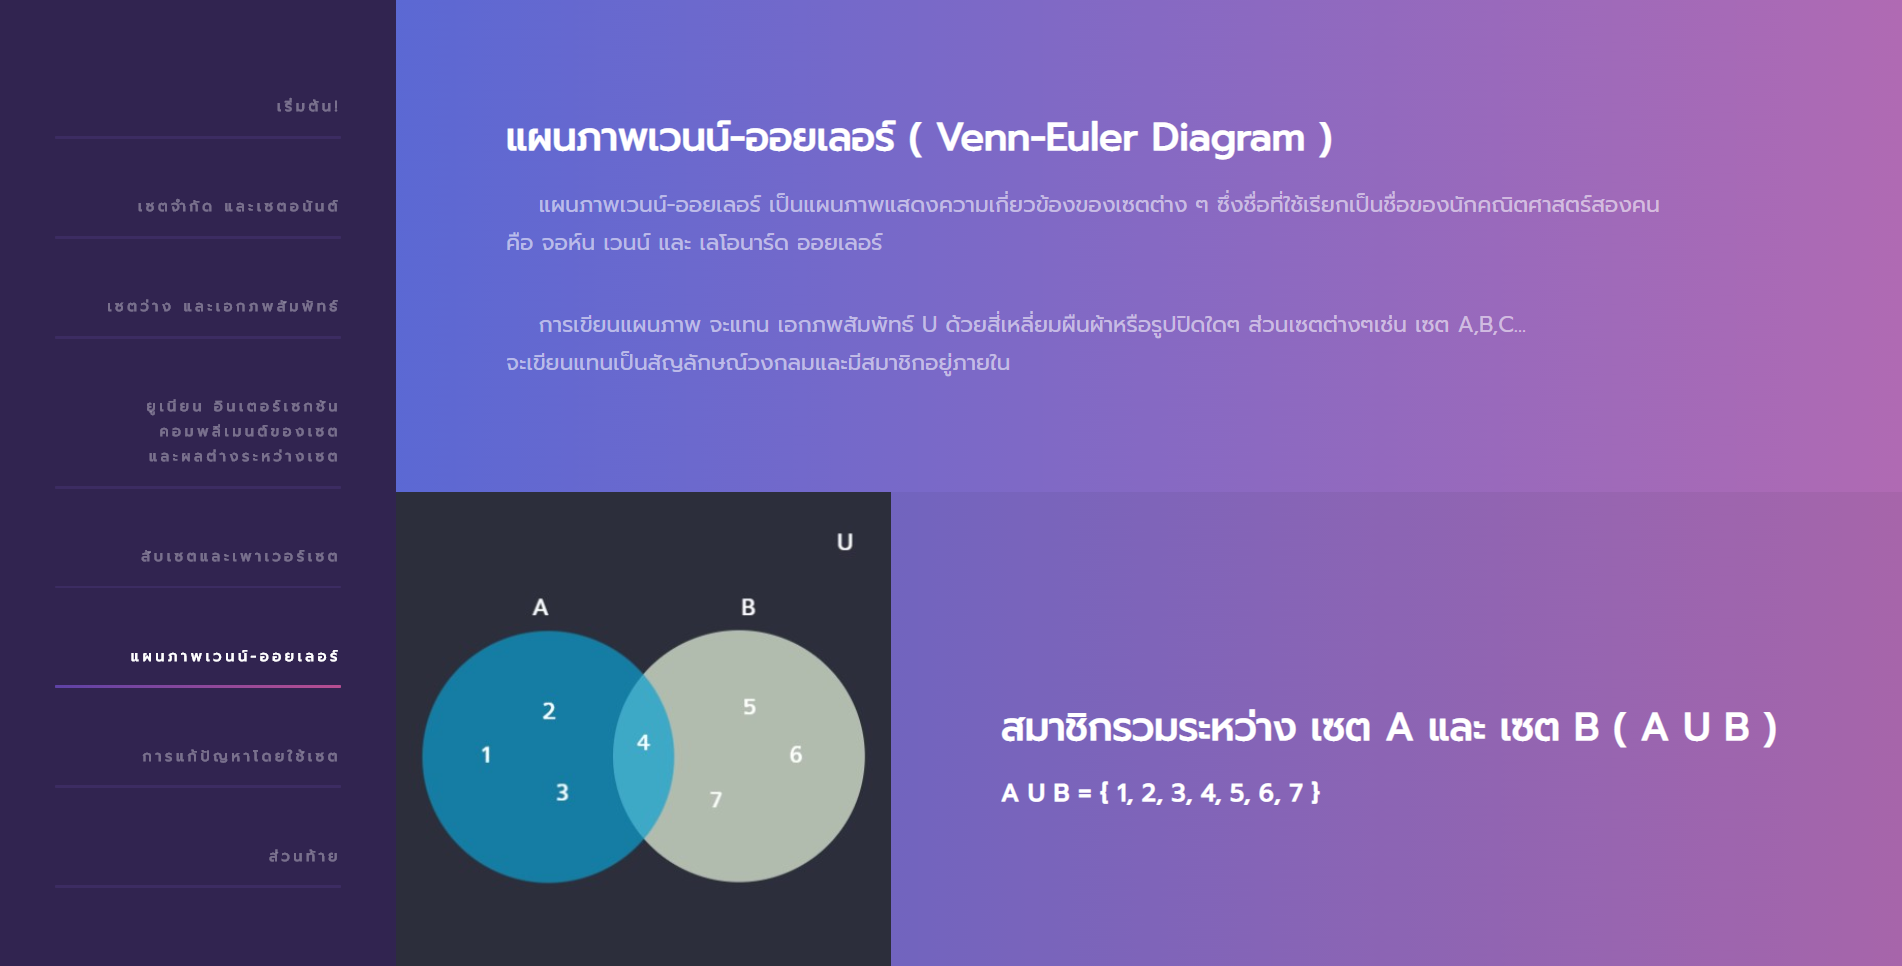 เริ่มต้น!
เซตจำกัด และเซตอนันต์
เซตว่าง และเอกภพสัมพัทธ์
ยูเนียน อินเตอร์เซกชัน
คอมพลีเมนต์ของเซต
และผลต่างระหว่างเซต
สับเซตและเพาเวอร์เซต
แผนภาพเวนน์-ออยเลอร์
การแก้ปัญหาโดยใช้เซต
ส่วนท้าย
แผนภาพเวนน์-ออยเลอร์ ( Venn-Euler Diagram )
แผนภาพเวนน์-ออยเลอร์ เป็นแผนภาพแสดงความเกี่ยวข้องของเซตต่าง ๆ ซึ่งชื่อที่ใช้เรียกเป็นชื่อของนักคณิตศาสตร์สองคน
คือ จอห์น เวนน์ และ เลโอนาร์ด ออยเลอร์
การเขียนแผนภาพ จะแทน เอกภพสัมพัทธ์ U ด้วยสี่เหลี่ยมผืนผ้าหรือรูปปิดใดๆ ส่วนเซตต่างๆเช่น เซต A,B,C...
จะเขียนแทนเป็นสัญลักษณ์วงกลมและมีสมาชิกอยู่ภายใน
U
A B
2 5
4
1 6
3 7
สมาชิกรวมระหว่าง เซต A และ เซต B ( A U B )
A U B = { 1, 2, 3, 4, 5, 6, 7 }